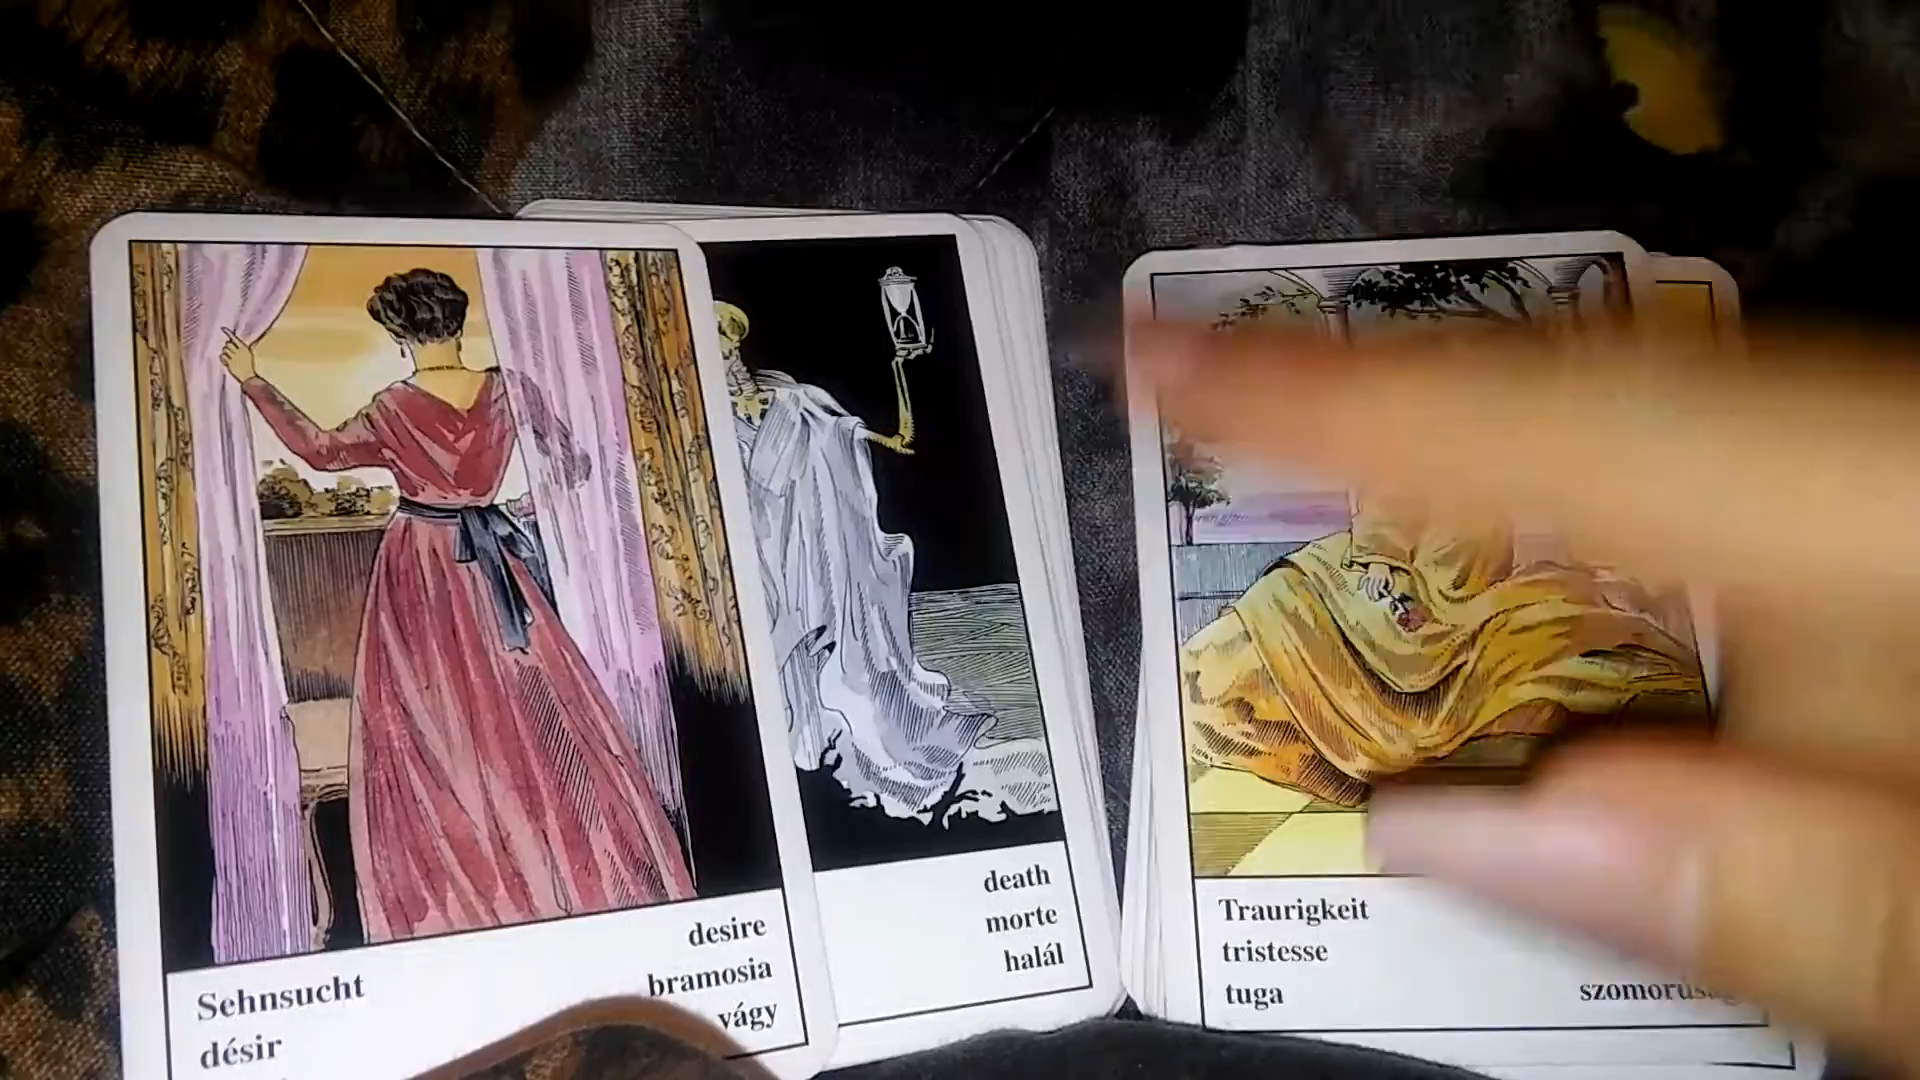 Sehnsucht
désir
desire
bramosia
vágy
death
morte
halál
Traurigkeit
tristesse
tuga